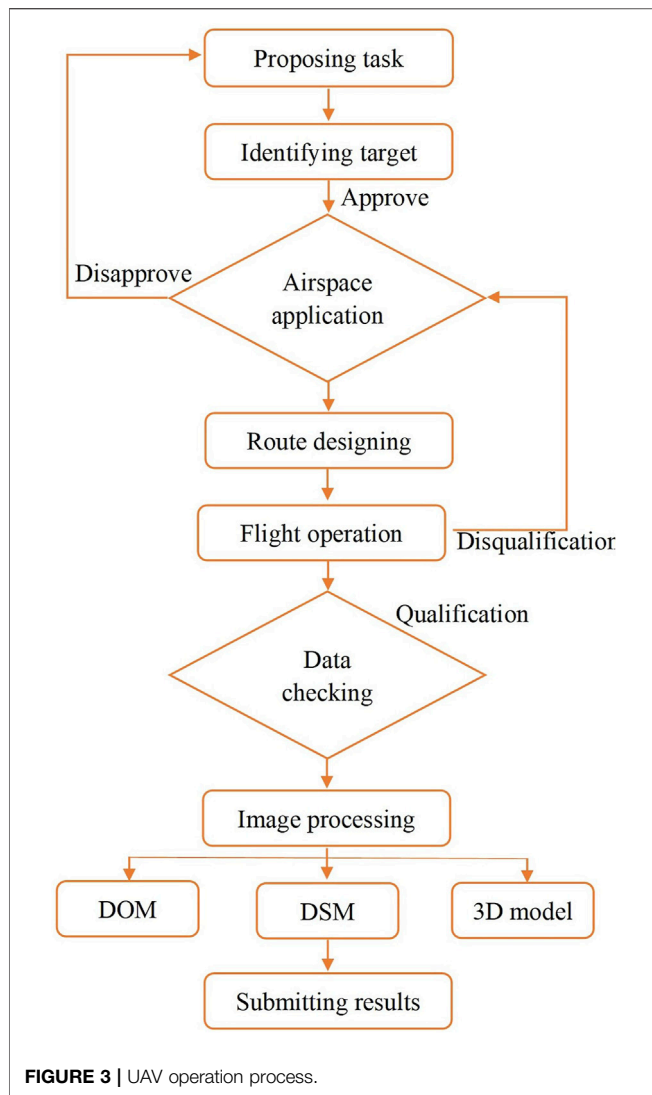 Proposing task
Identifying target
Approve
Disapprove
Airspace
application
Route designing
Flight operation
Disqualification
Qualification
Data
checking
Image processing
DOM
DSM
3D model
Submitting results
FIGURE 3 | UAV operation process.